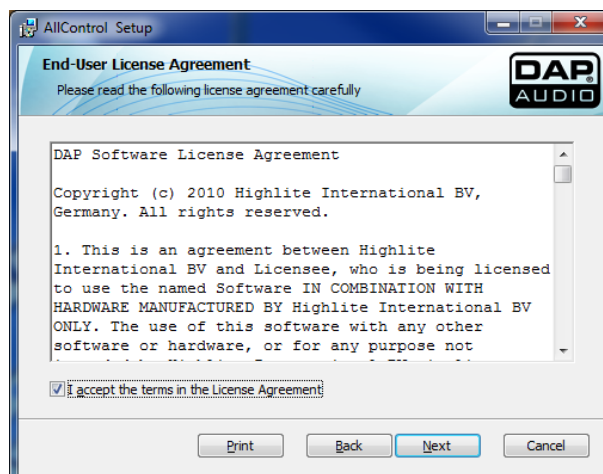 AllControl Setup
End-User License Agreement
Please read the following license agreement carefully
DAP
AUDIO
DAP Software License Agreement
Copyright (c) 2010 Highlite International BV,
Germany. All rights reserved.
1. This is an agreement between Highlite
International BV and Licensee, who is being licensed
to use the named Software IN COMBINATION WITH
HARDWARE MANUFACTURED BY Highlite International BV
ONLY. The use of this software with any other
software or hardware, or for any purpose not
I accept the terms in the License Agreement
Print
Back
Next
Cancel